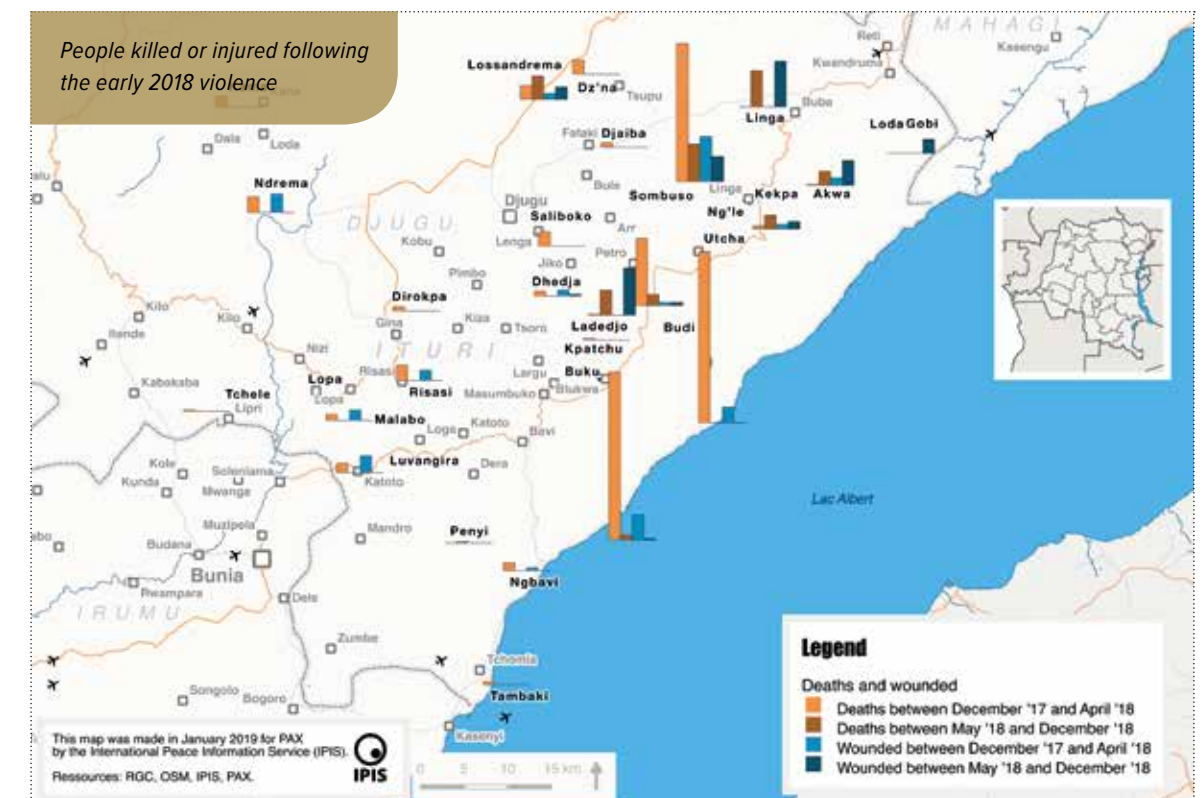 People killed or injured following
the early 2018 violence
MAHAGI
Reti
Kasengu
Kwandruma
Lossandrema
Dz'na
Tsupu
Linga
Buba
Loda Gobi
Dala
Loda
Fataki
Djaiba
Ndrema
Bule
Sombuso
Linga
Kekpa
Akwa
Djugu
DJUGU
Saliboko
Ng'le
Arr
Lenga
Utcha
Kobu
Petro
Jiko
Pimbo
Dhedja
Dirokpa
Kilo
Kilo
Gina
Kiza
Tsoro
Ladedjo
Budi
Ilende
ITURI
Kpatchu
Nizi
Largu
Buku
Risasi
Kabakaba
Lopa
Risasi
Masumbuko
Blukwa
Lopa
Tchele
Lipri
Malabo
Loga
Katoto
Bavi
Kole
Soleniama
Luvangira
Dera
Kunda
Mwanga
Katoto
Lac Albert
Muzipela
Mandro
Penyi
Budana
Bunia
Rwampara
Ngbavi
IRUMU
Dele
Zumbe
Tchomia
Songolo
Bogoro
Tambaki
Kasenyi
Legend
Deaths and wounded
Deaths between December '17 and April '18
Deaths between May '18 and December '18
Wounded between December '17 and April '18
Wounded between May '18 and December '18
This map was made in January 2019 for PAX
by the International Peace Information Service (IPIS).
Ressources: RGC, OSM, IPIS, PAX.
IPIS
0 5 10 15 km